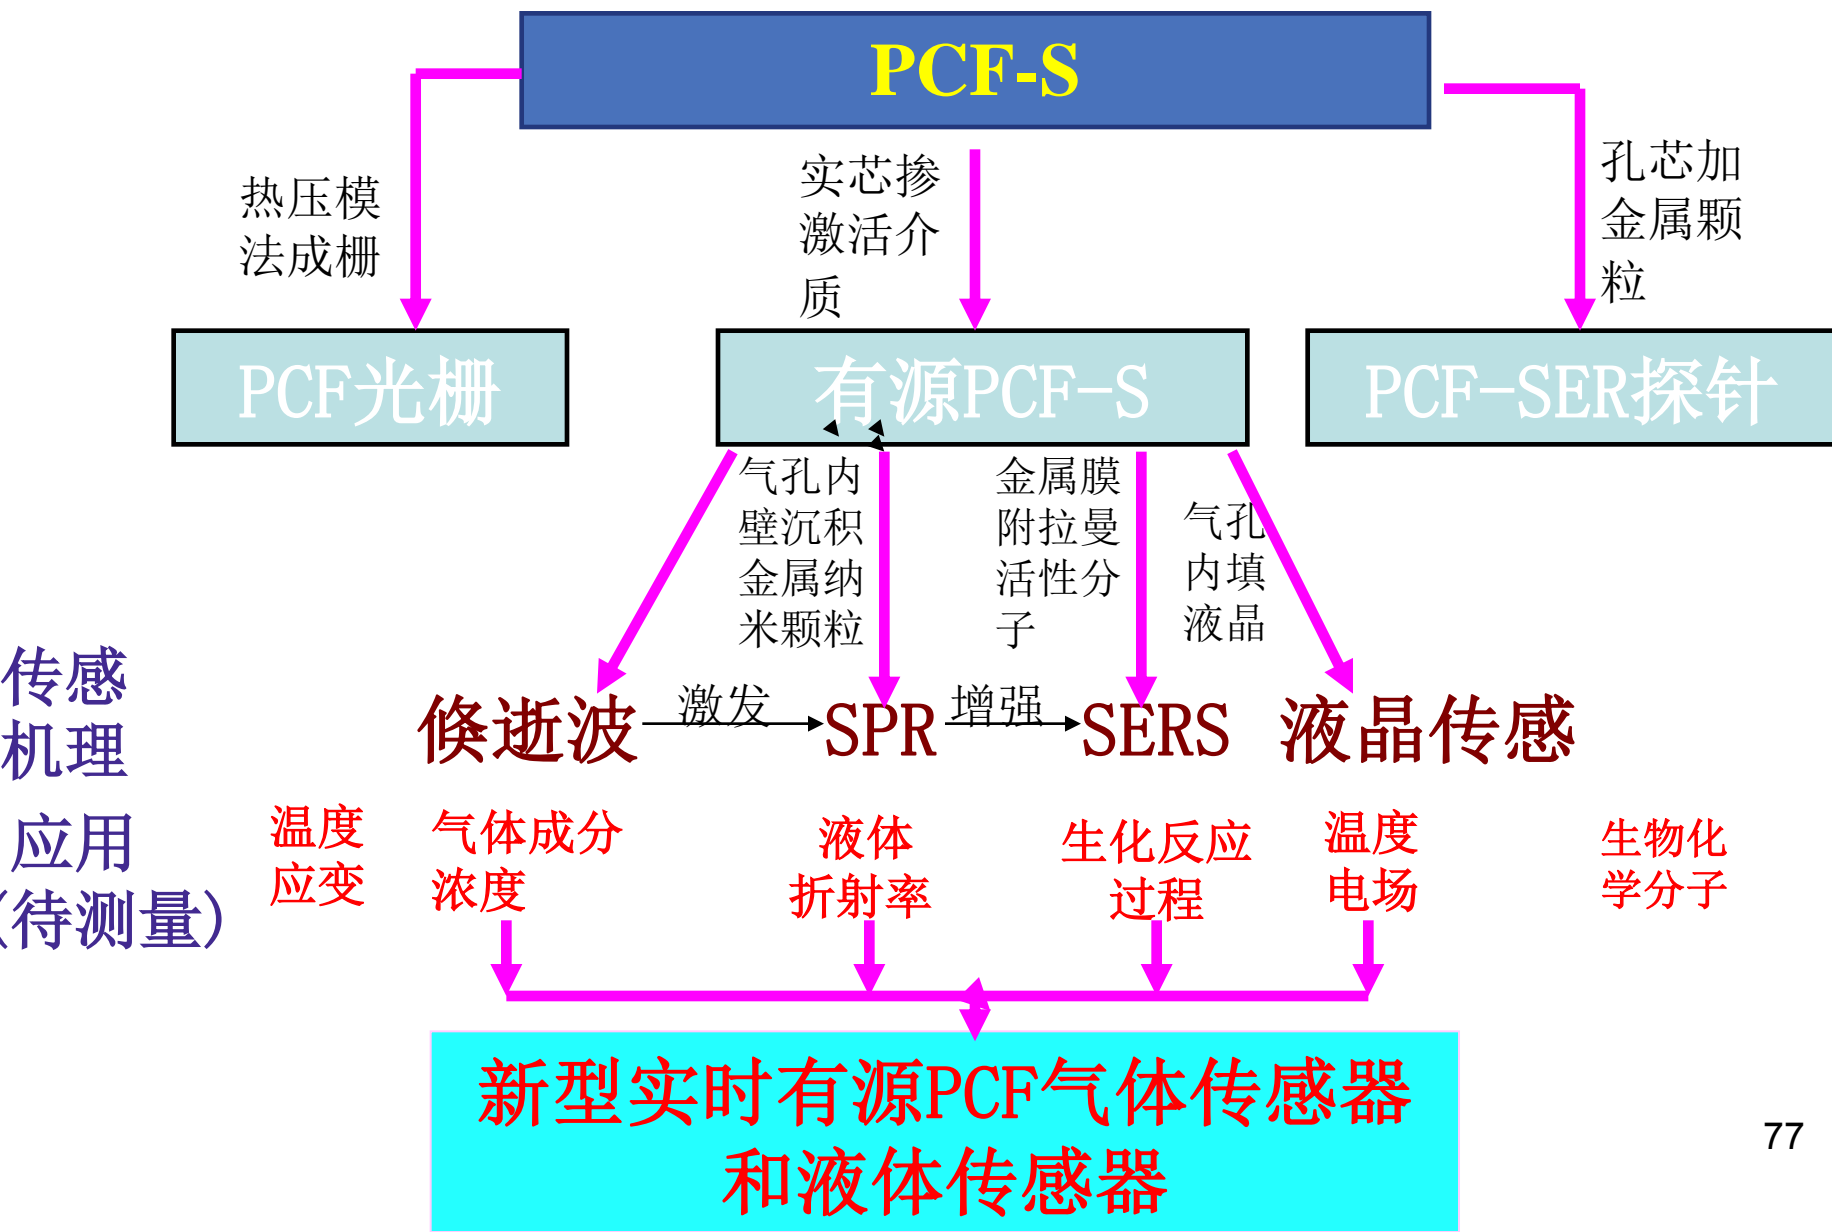 PCF-S
热压模
法成栅
实芯掺
激活介
质
孔芯加
金属颗
粒
PCF光栅
有源PCF-S
PCF-SER探针
气孔内
壁沉积
金属纳
米颗粒
金属膜
附拉曼
活性分
子
气孔
内填
液晶
传感
机理
倏逝波
激发
SPR
增强
SERS
液晶传感
应用
(待测量)
温度
应变
气体成分
浓度
液体
折射率
生化反应
过程
温度
电场
生物化
学分子
新型实时有源PCF气体传感器
和液体传感器
77